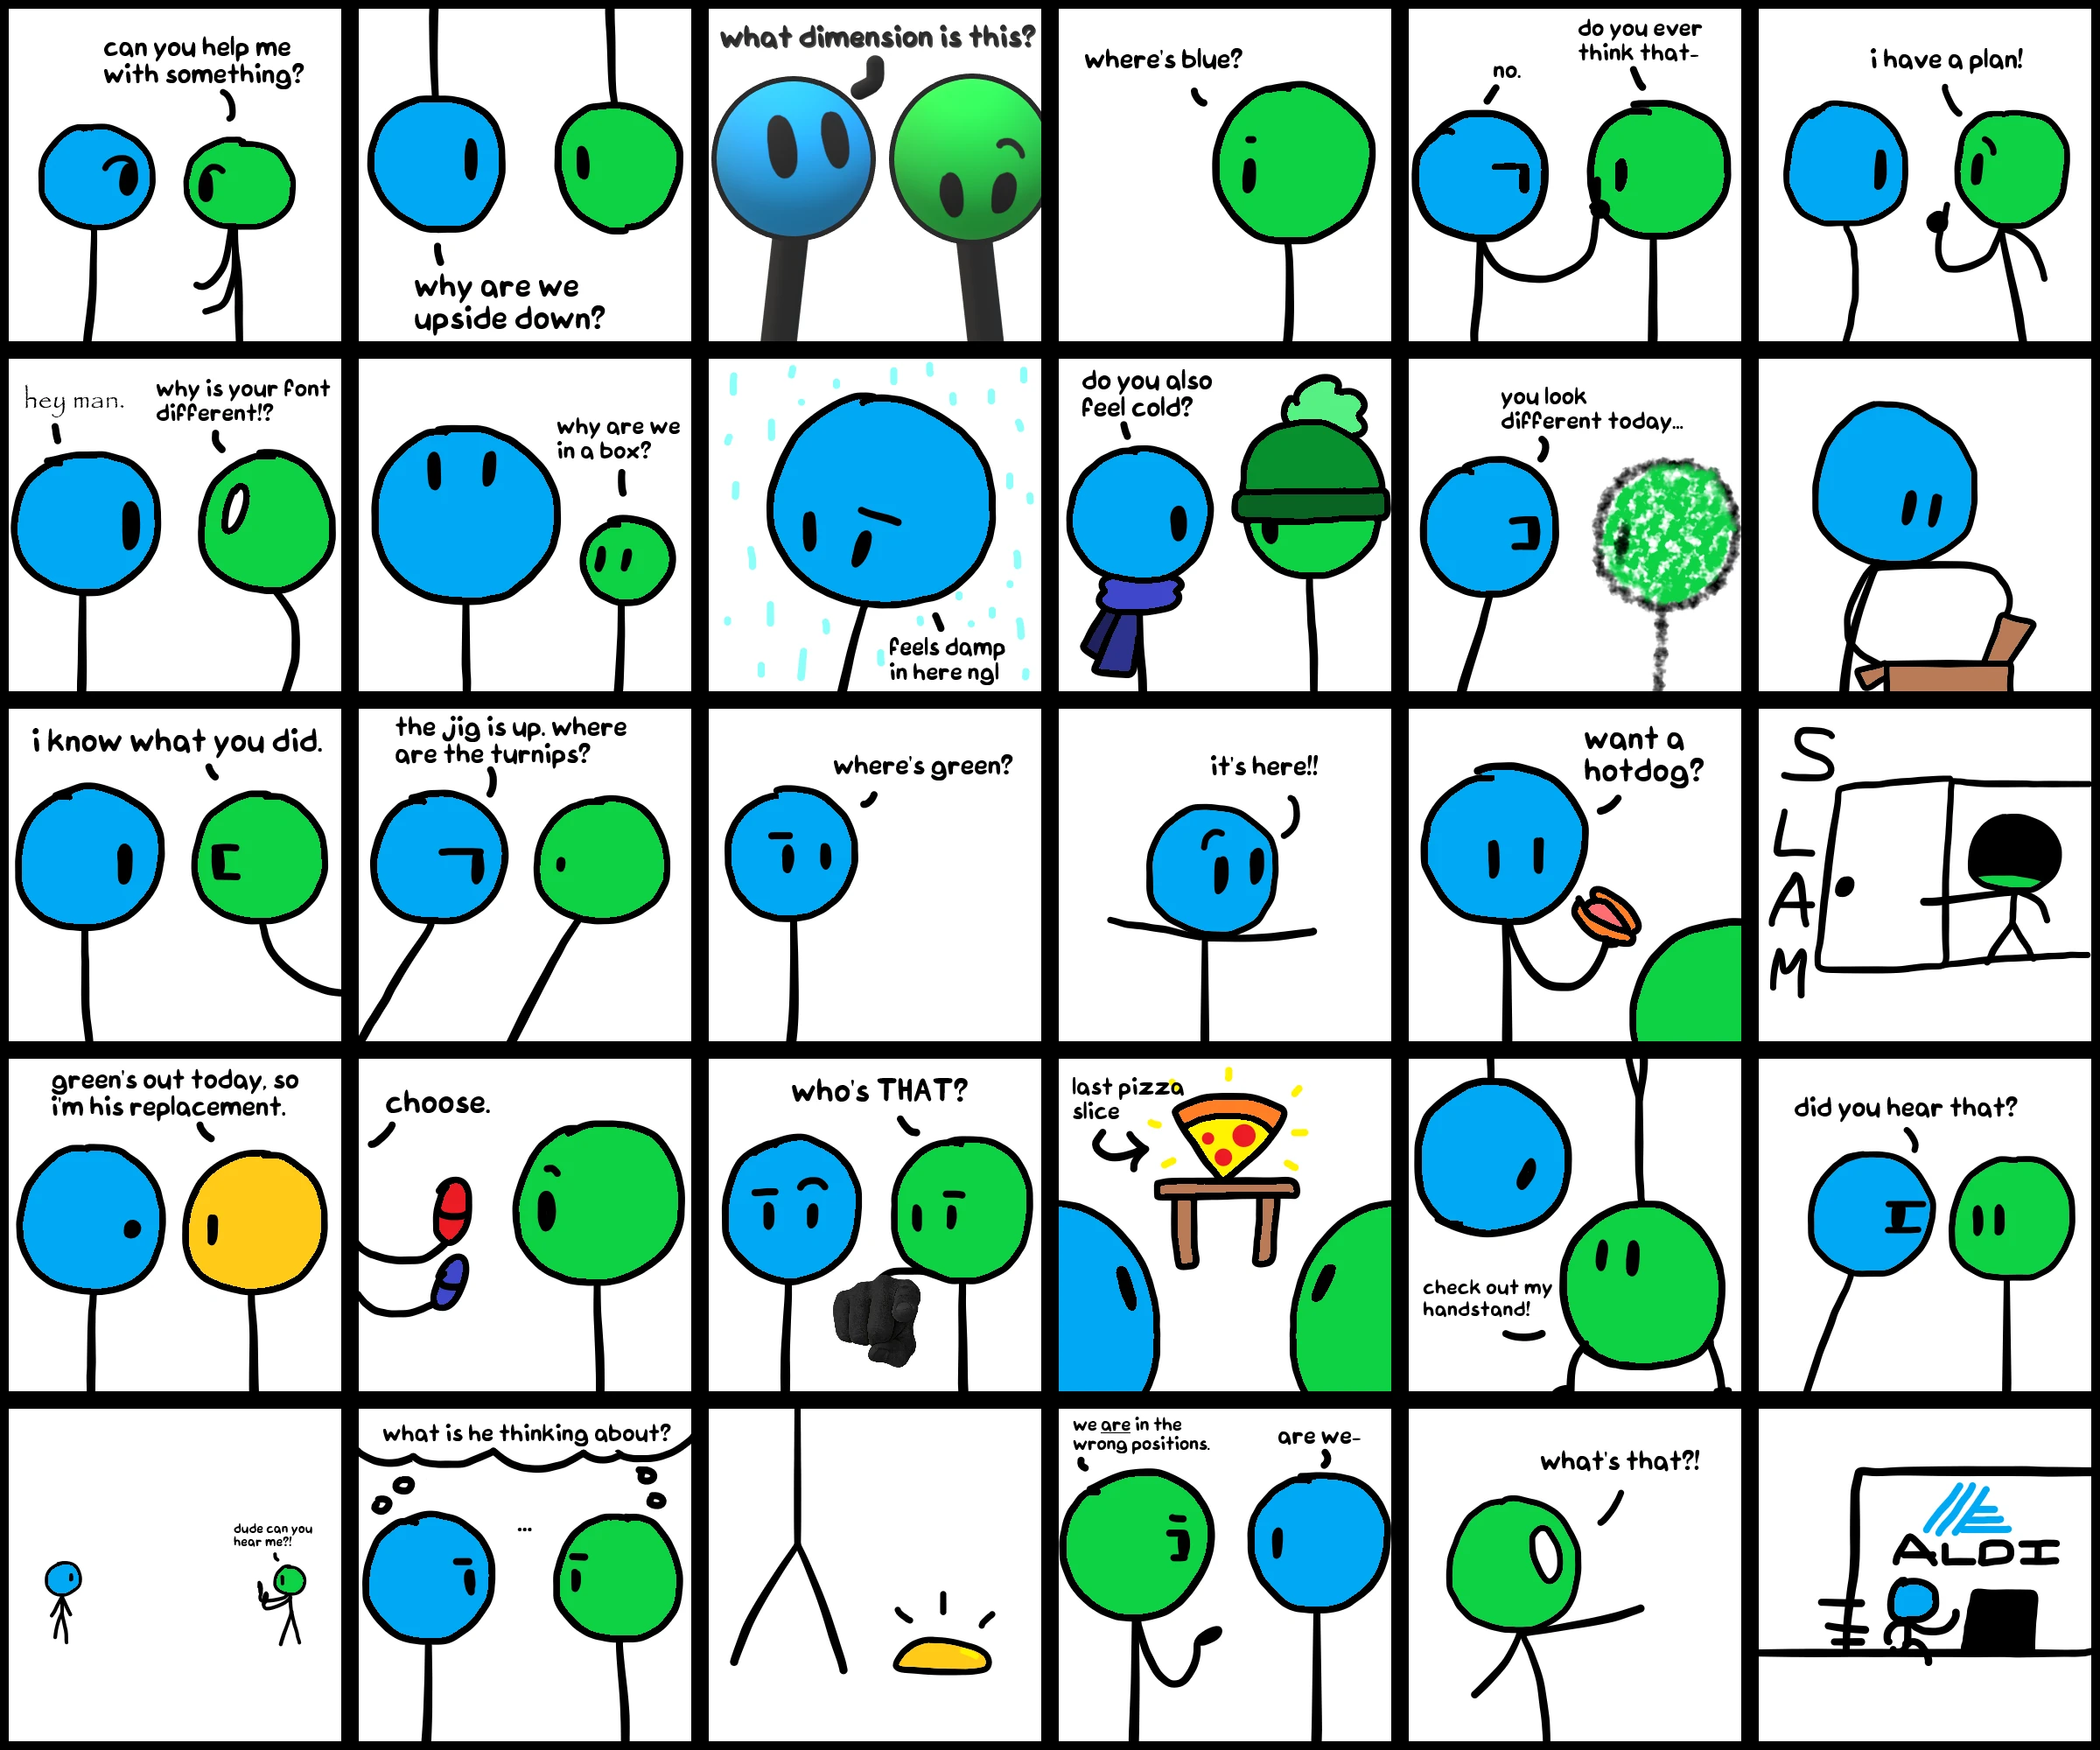 can you help me
with something?
why are we
upside down?
what dimension is this?
where's blue?
no.
do you ever
think that-
i have a plan!
hey man.
why is your font
different!?
why are we
in a box?
feels damp
in here ngl
do you also
feel cold?
you look
different today...
i know what you did.
the jig is up. where
are the turnips?
where's green?
it's here!!
want a
hotdog?
S
L
A
M
green's out today, so
i'm his replacement.
choose.
who's THAT?
last pizza
slice
check out my
handstand!
did you hear that?
dude can you
hear me?!
what is he thinking about?
...
we are in the
wrong positions.
are we-
what's that?!
ALDI